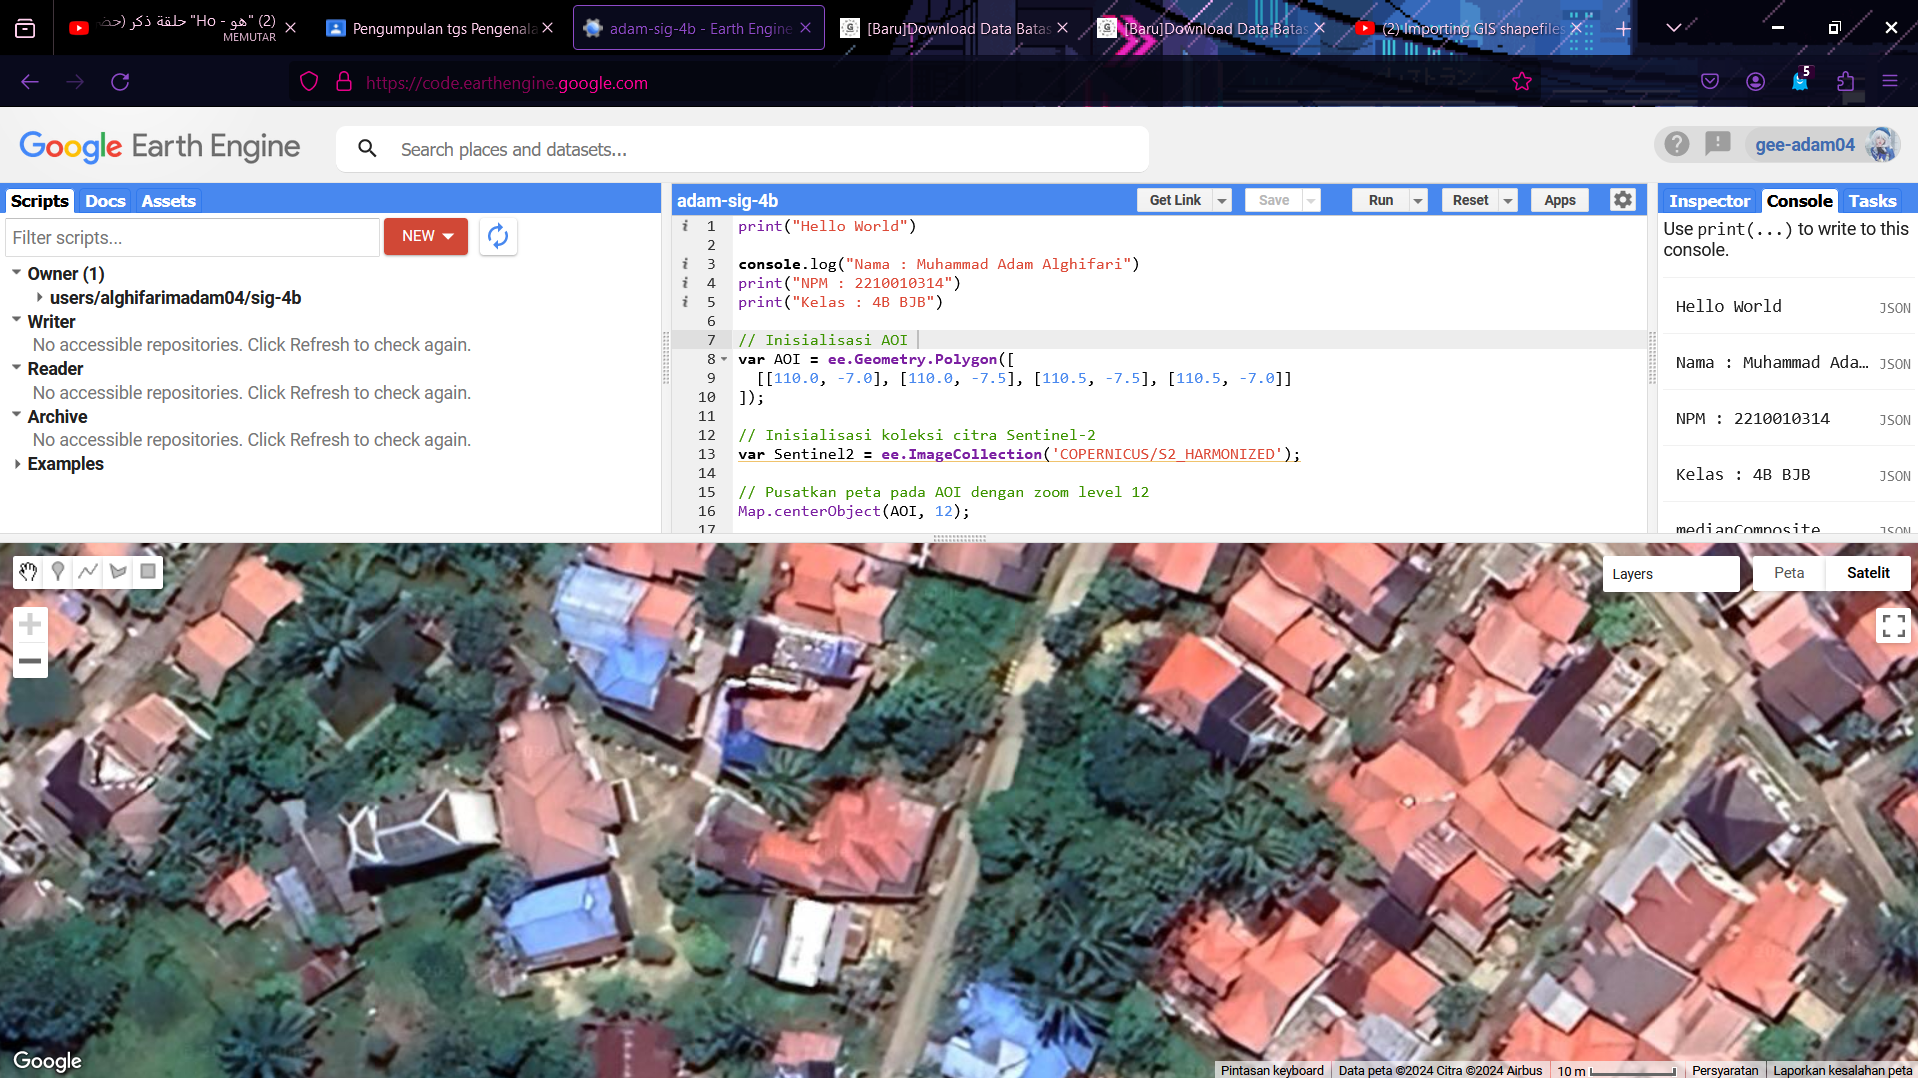 (2) "هو - Ho" حلقة ذكر (حض
MEMUTAR
Pengumpulan tgs Pengenala
adam-sig-4b - Earth Engine
[Baru]Download Data Batas
[Baru]Download Data Batas
(2) Importing GIS shapefiles
https://code.earthengine.google.com
5
Google Earth Engine
Search places and datasets...
gee-adam04
Scripts Docs Assets
Filter scripts...
NEW
Owner (1)
users/alghifarimadam04/sig-4b
Writer
No accessible repositories. Click Refresh to check again.
Reader
No accessible repositories. Click Refresh to check again.
Archive
No accessible repositories. Click Refresh to check again.
Examples
adam-sig-4b
Get Link Save Run Reset Apps
1 print("Hello World")
2
3 console.log("Nama : Muhammad Adam Alghifari")
4 print("NPM : 2210010314")
5 print("Kelas : 4B BJB")
6
7 // Inisialisasi AOI
8 var AOI = ee.Geometry.Polygon([
9 [[110.0, -7.0], [110.0, -7.5], [110.5, -7.5], [110.5, -7.0]]
10 ]);
11
12 // Inisialisasi koleksi citra Sentinel-2
13 var Sentinel2 = ee.ImageCollection('COPERNICUS/S2_HARMONIZED');
14
15 // Pusatkan peta pada AOI dengan zoom level 12
16 Map.centerObject(AOI, 12);
17
Inspector Console Tasks
Use print(...) to write to this
console.
Hello World JSON
Nama : Muhammad Ada… JSON
NPM : 2210010314 JSON
Kelas : 4B BJB JSON
medianComposite JSON
Layers
Peta Satelit
Google
Pintasan keyboard Data peta ©2024 Citra ©2024 Airbus 10 m Persyaratan Laporkan kesalahan peta